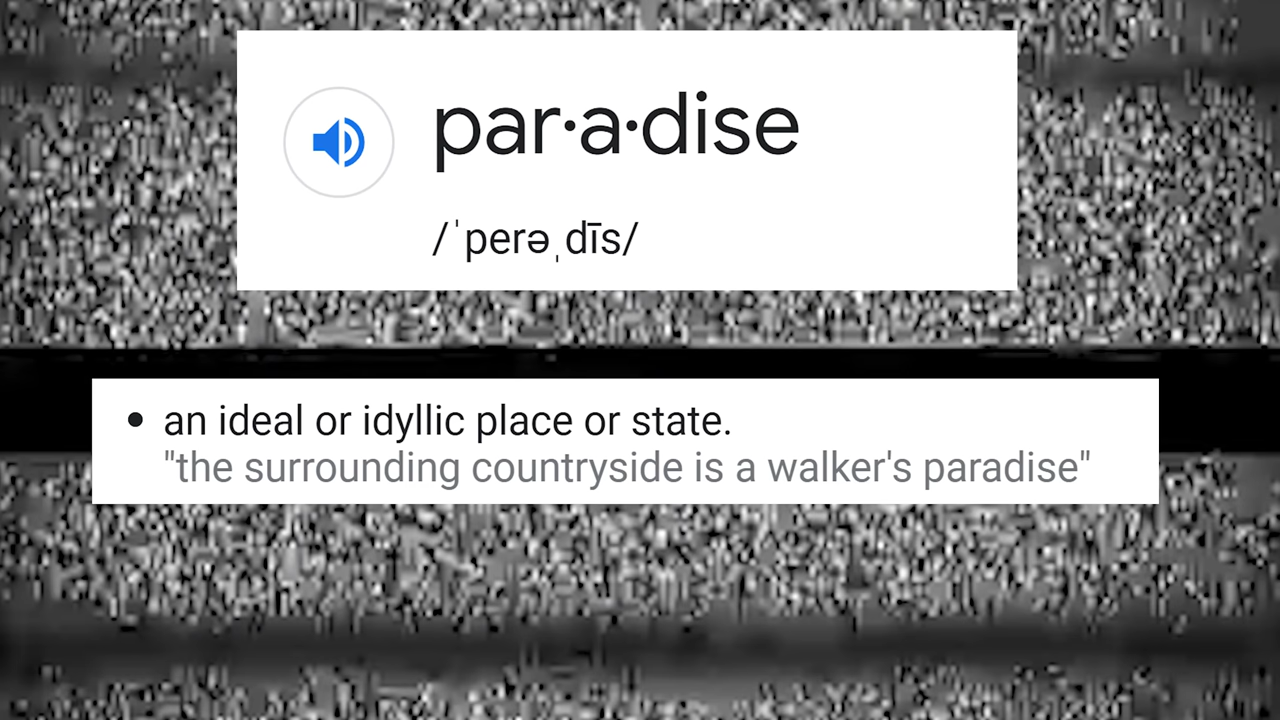 par·a·dise
/ˈperəˌdīs/
• an ideal or idyllic place or state.
"the surrounding countryside is a walker's paradise"